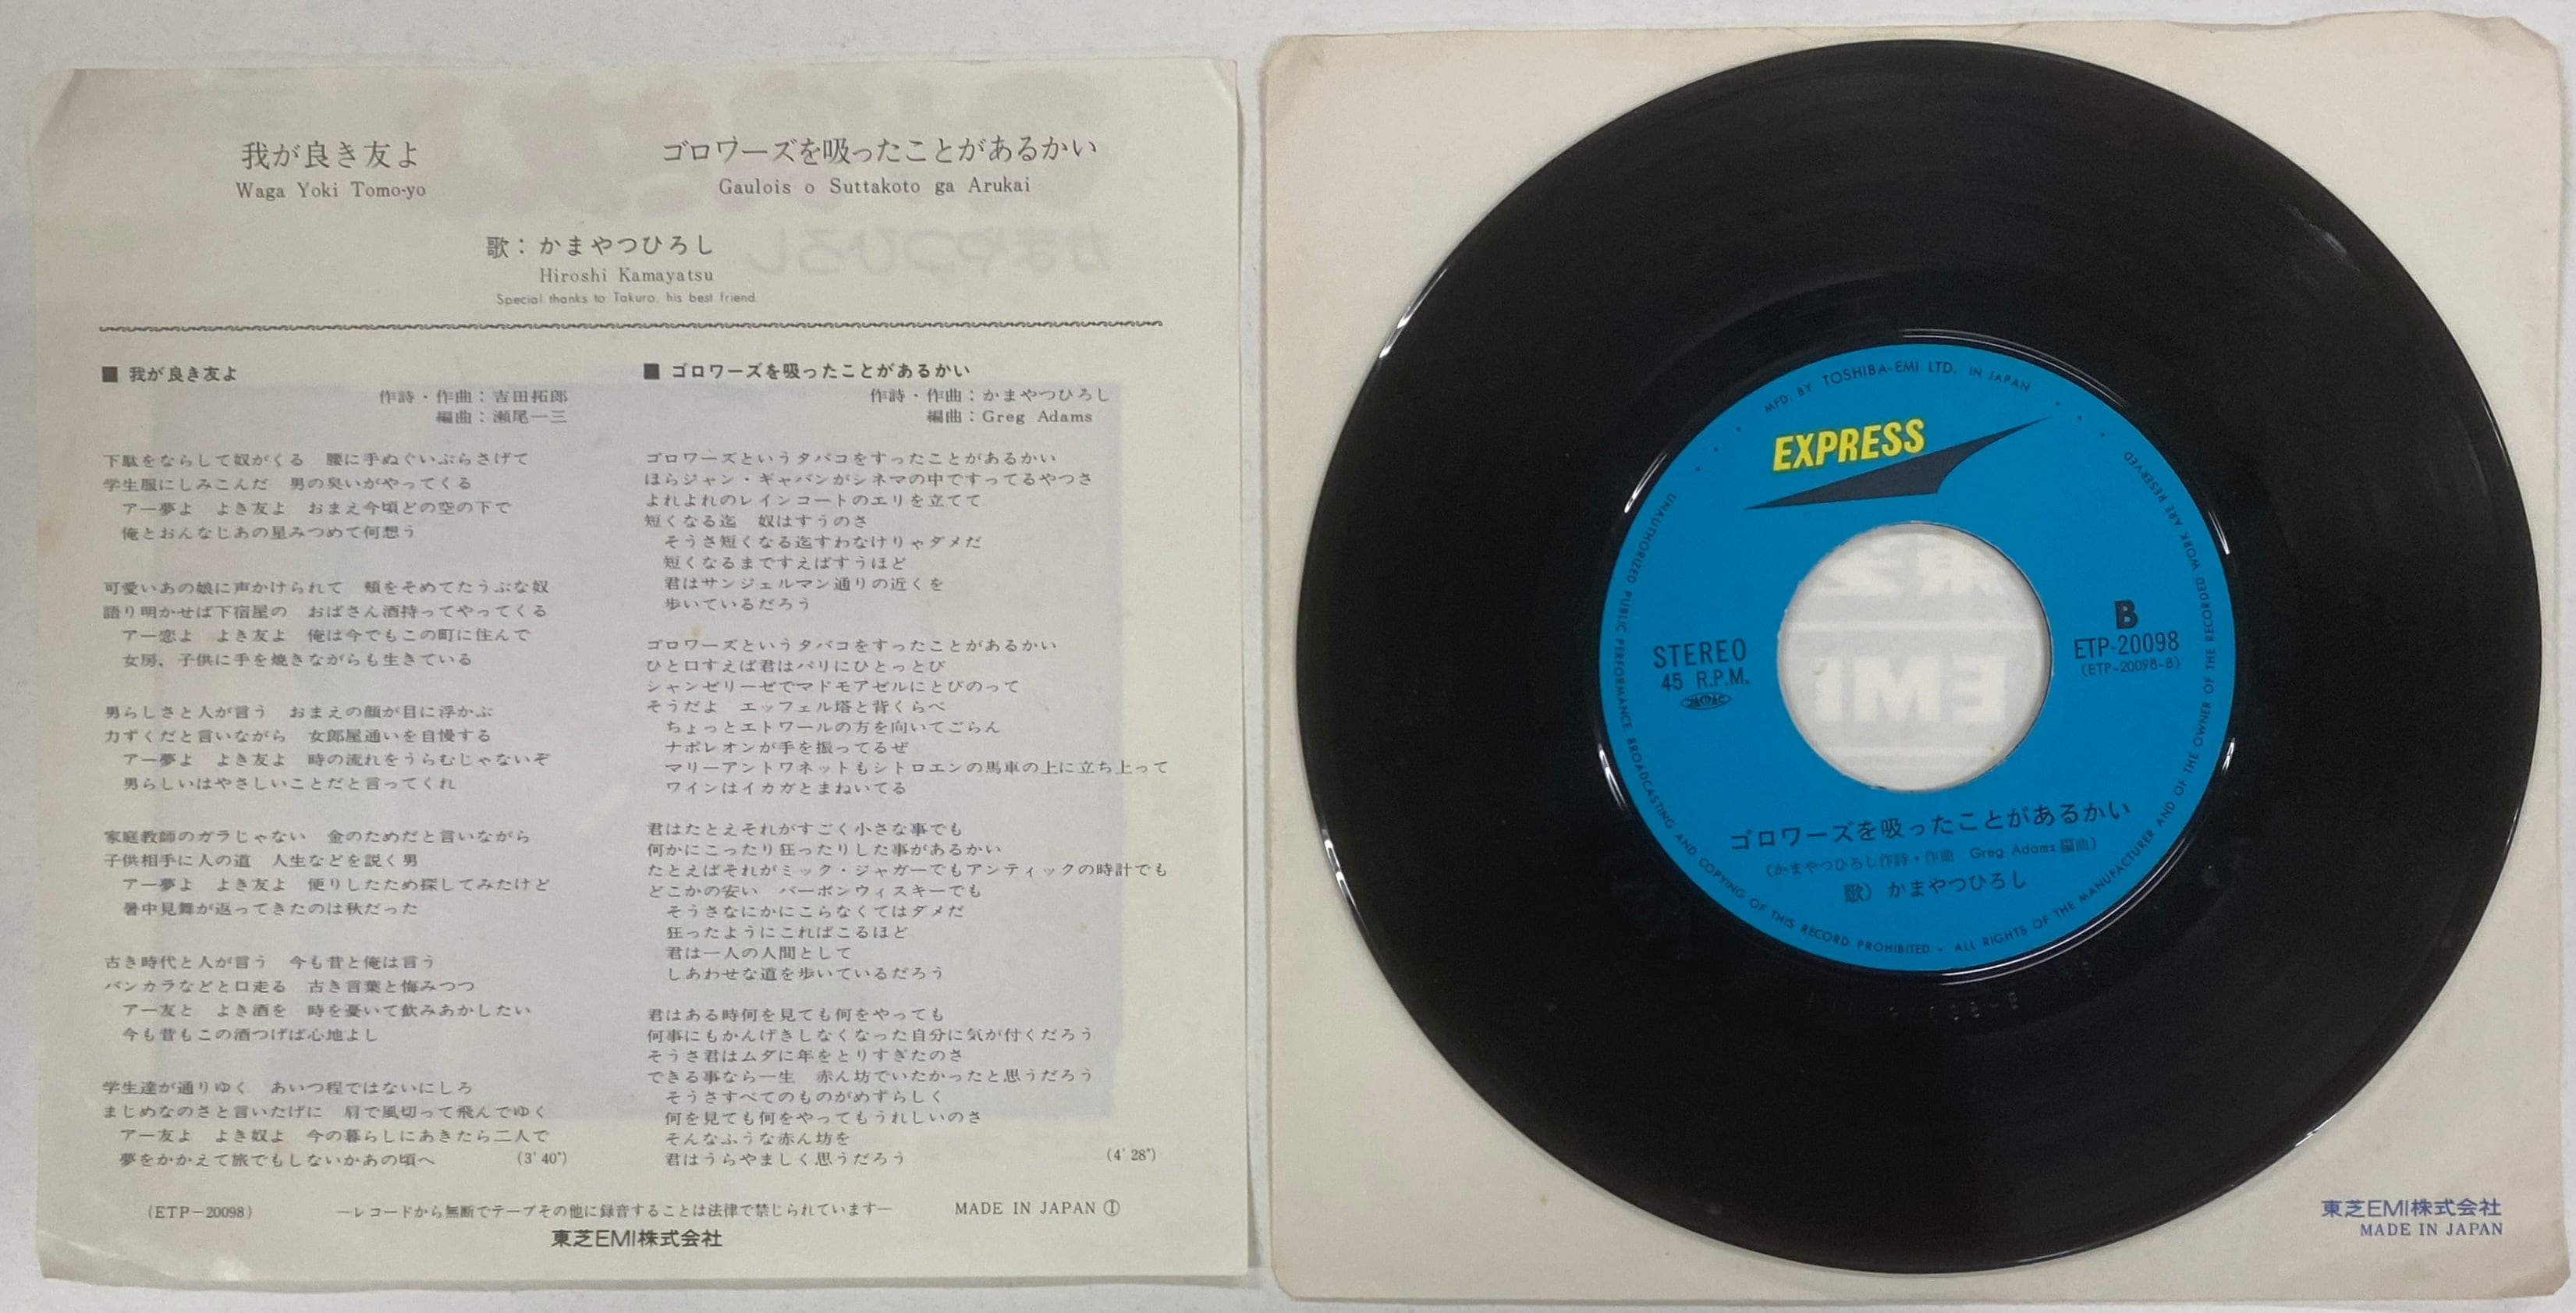 我が良き友よ
Waga Yoki Tomo-yo
ゴロワーズを吸ったことがあるかい
Gaulois o Suttakoto ga Arukai
歌：かまやつひろし
Hiroshi Kamayatsu
Special thanks to Takuro, his best friend.
■ 我が良き友よ
作詩・作曲：吉田拓郎
編曲：瀬尾一三
下駄をならして奴がくる　腰に手ぬぐいぶらさげて
学生服にしみこんだ　男の臭いがやってくる
アー夢よ　よき友よ　おまえ今頃どの空の下で
俺とおんなじあの星みつめて何想う
可愛いあの娘に声かけられて　頬をそめてたうぶな奴
語り明かせば下宿屋の　おばさん酒持ってやってくる
アー恋よ　よき友よ　俺は今でもこの町に住んで
女房、子供に手を焼きながらも生きている
男らしさと人が言う　おまえの顔が目に浮かぶ
力ずくだと言いながら　女郎屋通いを自慢する
アー夢よ　よき友よ　時の流れをうらむじゃないぞ
男らしいはやさしいことだと言ってくれ
家庭教師のガラじゃない　金のためだと言いながら
子供相手に人の道　人生などを説く男
アー夢よ　よき友よ　便りしたため探してみたけど
暑中見舞が返ってきたのは秋だった
古き時代と人が言う　今も昔と俺は言う
バンカラなどと口走る　古き言葉と悔みつつ
アー友と　よき酒を　時を憂いて飲みあかしたい
今も昔もこの酒つげば心地よし
学生達が通りゆく　あいつ程ではないにしろ
まじめなのさと言いたげに　肩で風切って飛んでゆく
アー友よ　よき奴よ　今の暮らしにあきたら二人で
夢をかかえて旅でもしないかあの頃へ　(3'40")
■ ゴロワーズを吸ったことがあるかい
作詩・作曲：かまやつひろし
編曲：Greg Adams
ゴロワーズというタバコをすったことがあるかい
ほらジャン・ギャバンがシネマの中ですってるやつさ
よれよれのレインコートのエリを立てて
短くなる迄　奴はすうのさ
そうさ短くなる迄すわなけりゃダメだ
短くなるまですえばすうほど
君はサンジェルマン通りの近くを
歩いているだろう
ゴロワーズというタバコをすったことがあるかい
ひと口すえば君はパリにひとっとび
シャンゼリーゼでマドモアゼルにとびのって
そうだよ　エッフェル塔と背くらべ
ちょっとエトワールの方を向いてごらん
ナポレオンが手を振ってるぜ
マリーアントワネットもシトロエンの馬車の上に立ち上って
ワインはイカガとまねいてる
君はたとえそれがすごく小さな事でも
何かにこったり狂ったりした事があるかい
たとえばそれがミック・ジャガーでもアンティックの時計でも
どこかの安い　バーボンウィスキーでも
そうさなにかにこらなくてはダメだ
狂ったようにこればこるほど
君は一人の人間として
しあわせな道を歩いているだろう
君はある時何を見ても何をやっても
何事にもかんげきしなくなった自分に気が付くだろう
そうさ君はムダに年をとりすぎたのさ
できる事なら一生　赤ん坊でいたかったと思うだろう
そうさすべてのものがめずらしく
何を見ても何をやってもうれしいのさ
そんなふうな赤ん坊を
君はうらやましく思うだろう　(4'28")
(ETP-20098)　―レコードから無断でテープその他に録音することは法律で禁じられています―　MADE IN JAPAN ①
東芝EMI株式会社
MFD. BY TOSHIBA-EMI LTD. IN JAPAN
EXPRESS
STEREO
45 R.P.M.
JASRAC
B
ETP-20098
(ETP-20098-B)
ゴロワーズを吸ったことがあるかい
(かまやつひろし作詩・作曲　Greg Adams 編曲)
歌）かまやつひろし
UNAUTHORIZED PUBLIC PERFORMANCE BROADCASTING AND COPYING OF THIS RECORD PROHIBITED · ALL RIGHTS OF THE MANUFACTURER AND OF THE OWNER OF THE RECORDED WORK ARE RESERVED
東芝EMI株式会社
MADE IN JAPAN